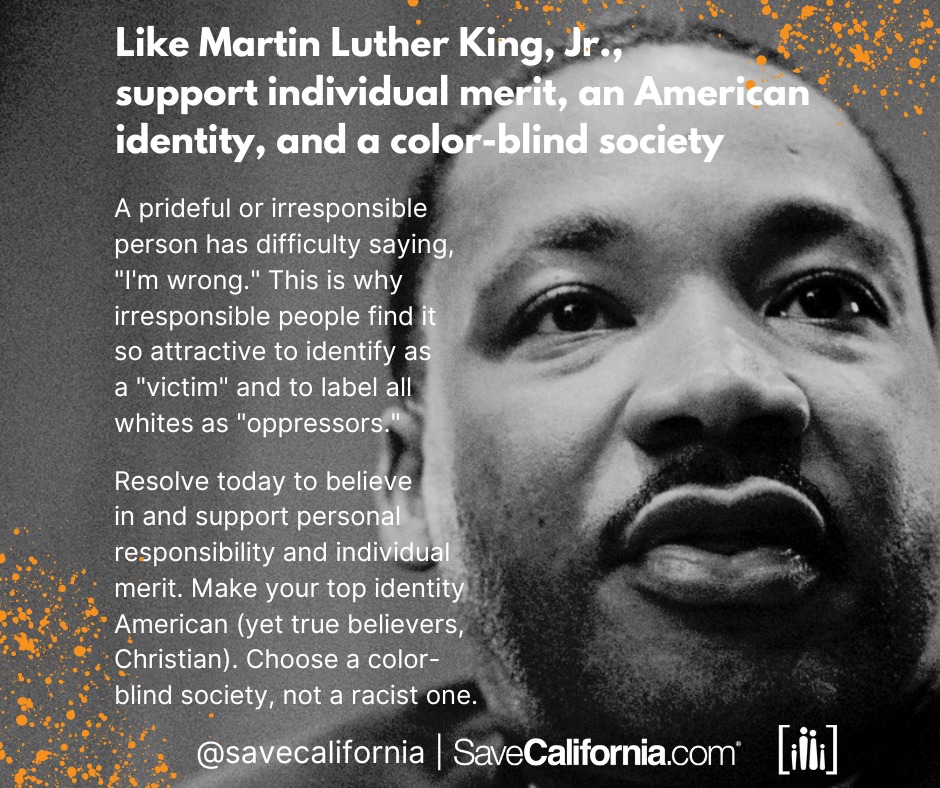 Like Martin Luther King, Jr.,
support individual merit, an American
identity, and a color-blind society
A prideful or irresponsible
person has difficulty saying,
"I'm wrong." This is why
irresponsible people find it
so attractive to identify as
a "victim" and to label all
whites as "oppressors."
Resolve today to believe
in and support personal
responsibility and individual
merit. Make your top identity
American (yet true believers,
Christian). Choose a color-
blind society, not a racist one.
@savecalifornia | SaveCalifornia.com®